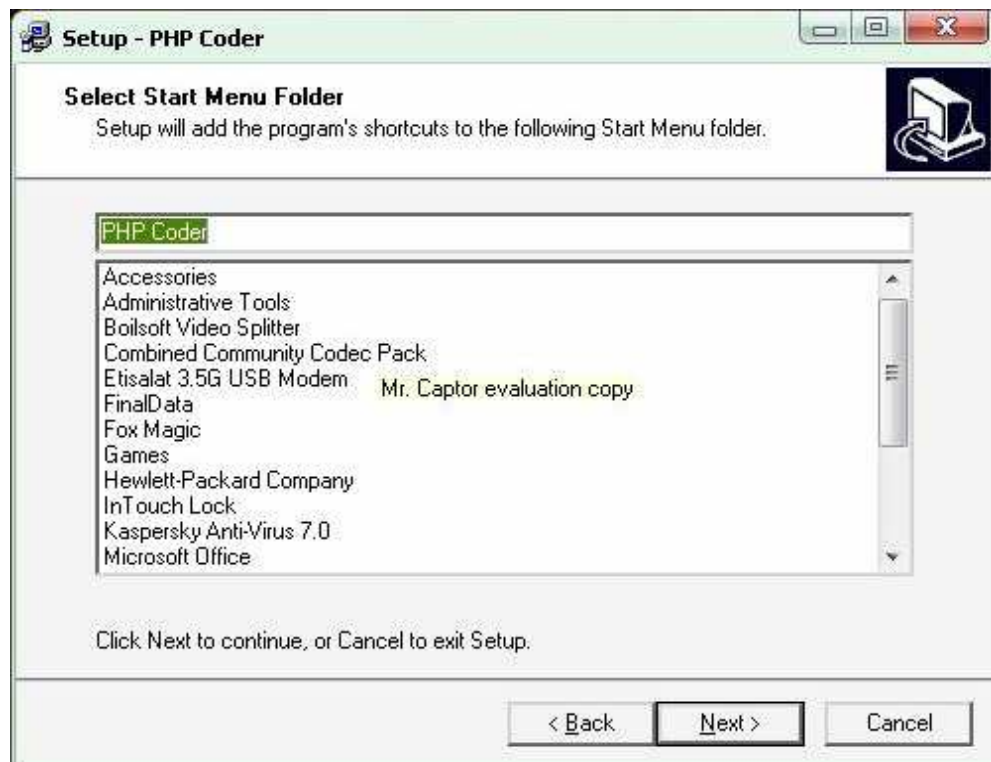 Setup - PHP Coder
Select Start Menu Folder
Setup will add the program's shortcuts to the following Start Menu folder.
PHP Coder
Accessories
Administrative Tools
Boilsoft Video Splitter
Combined Community Codec Pack
Etisalat 3.5G USB Modem
Mr. Captor evaluation copy
FinalData
Fox Magic
Games
Hewlett-Packard Company
InTouch Lock
Kaspersky Anti-Virus 7.0
Microsoft Office
Click Next to continue, or Cancel to exit Setup.
< Back Next > Cancel